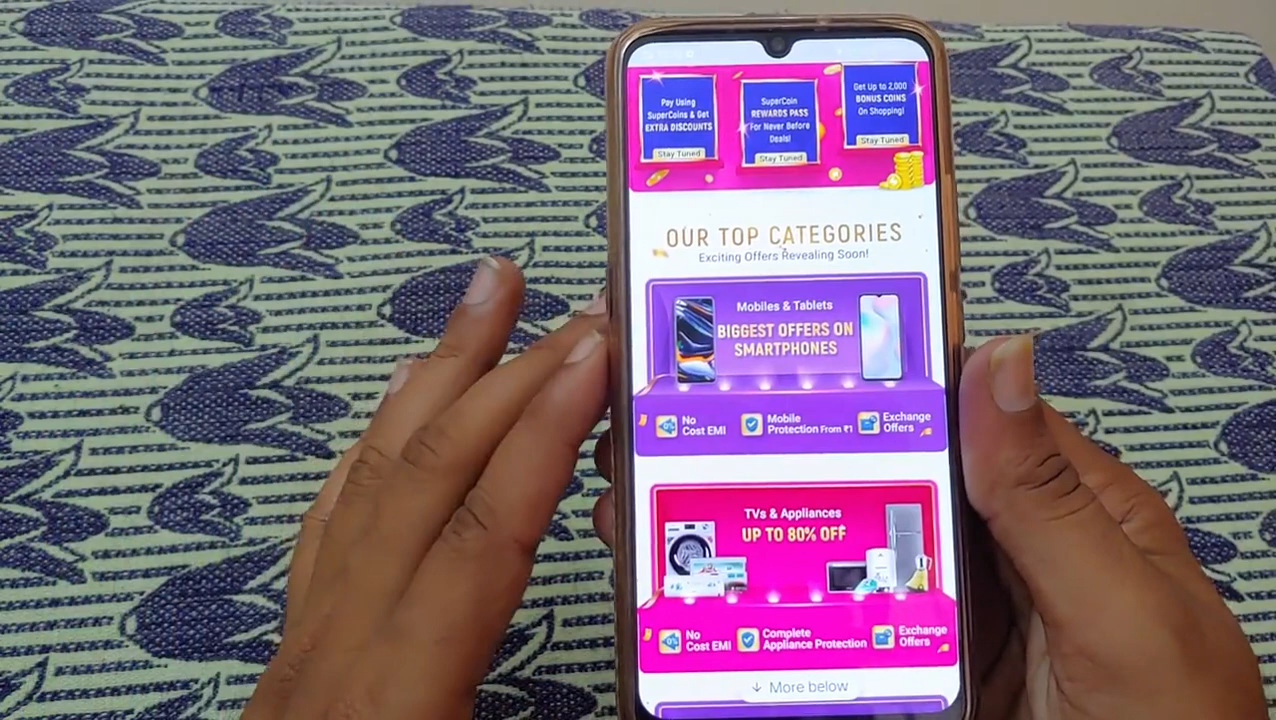 Pay Using
SuperCoins & Get
EXTRA DISCOUNTS
Stay Tuned
SuperCoin
REWARDS PASS
For Never Before
Deals!
Stay Tuned
Get Up to 2,000
BONUS COINS
On Shopping!
Stay Tuned
OUR TOP CATEGORIES
Exciting Offers Revealing Soon!
Mobiles & Tablets
BIGGEST OFFERS ON
SMARTPHONES
No
Cost EMI
Mobile
Protection From ₹1
Exchange
Offers
TVs & Appliances
UP TO 80% OFF
No
Cost EMI
Complete
Appliance Protection
Exchange
Offers
↓ More below